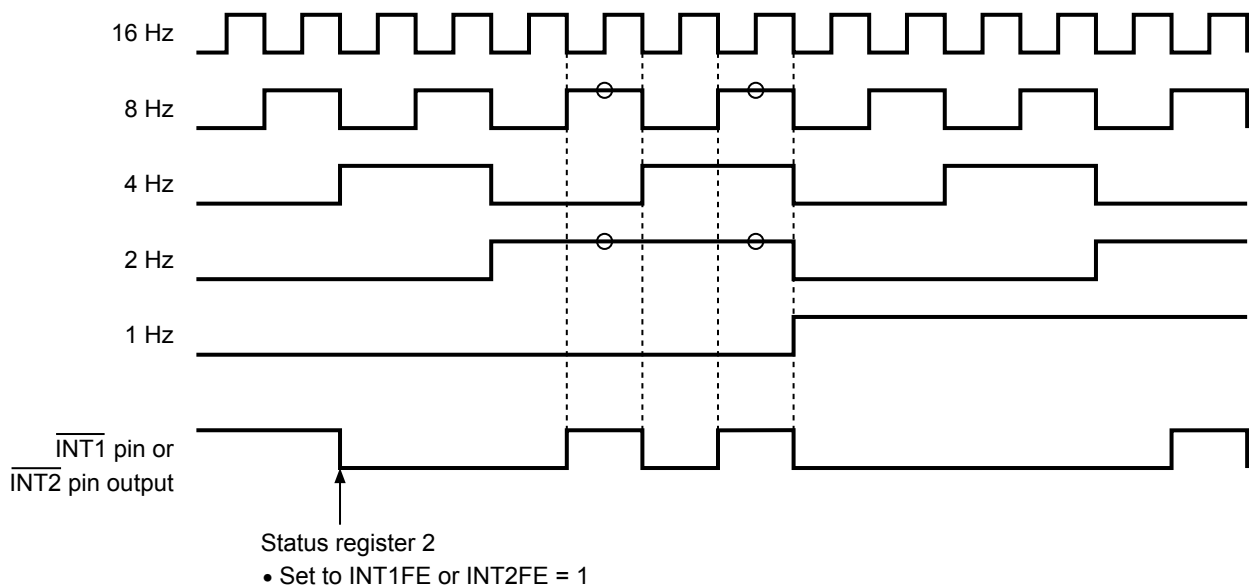 16 Hz
8 Hz
4 Hz
2 Hz
1 Hz
INT1 pin or
INT2 pin output
Status register 2
• Set to INT1FE or INT2FE = 1